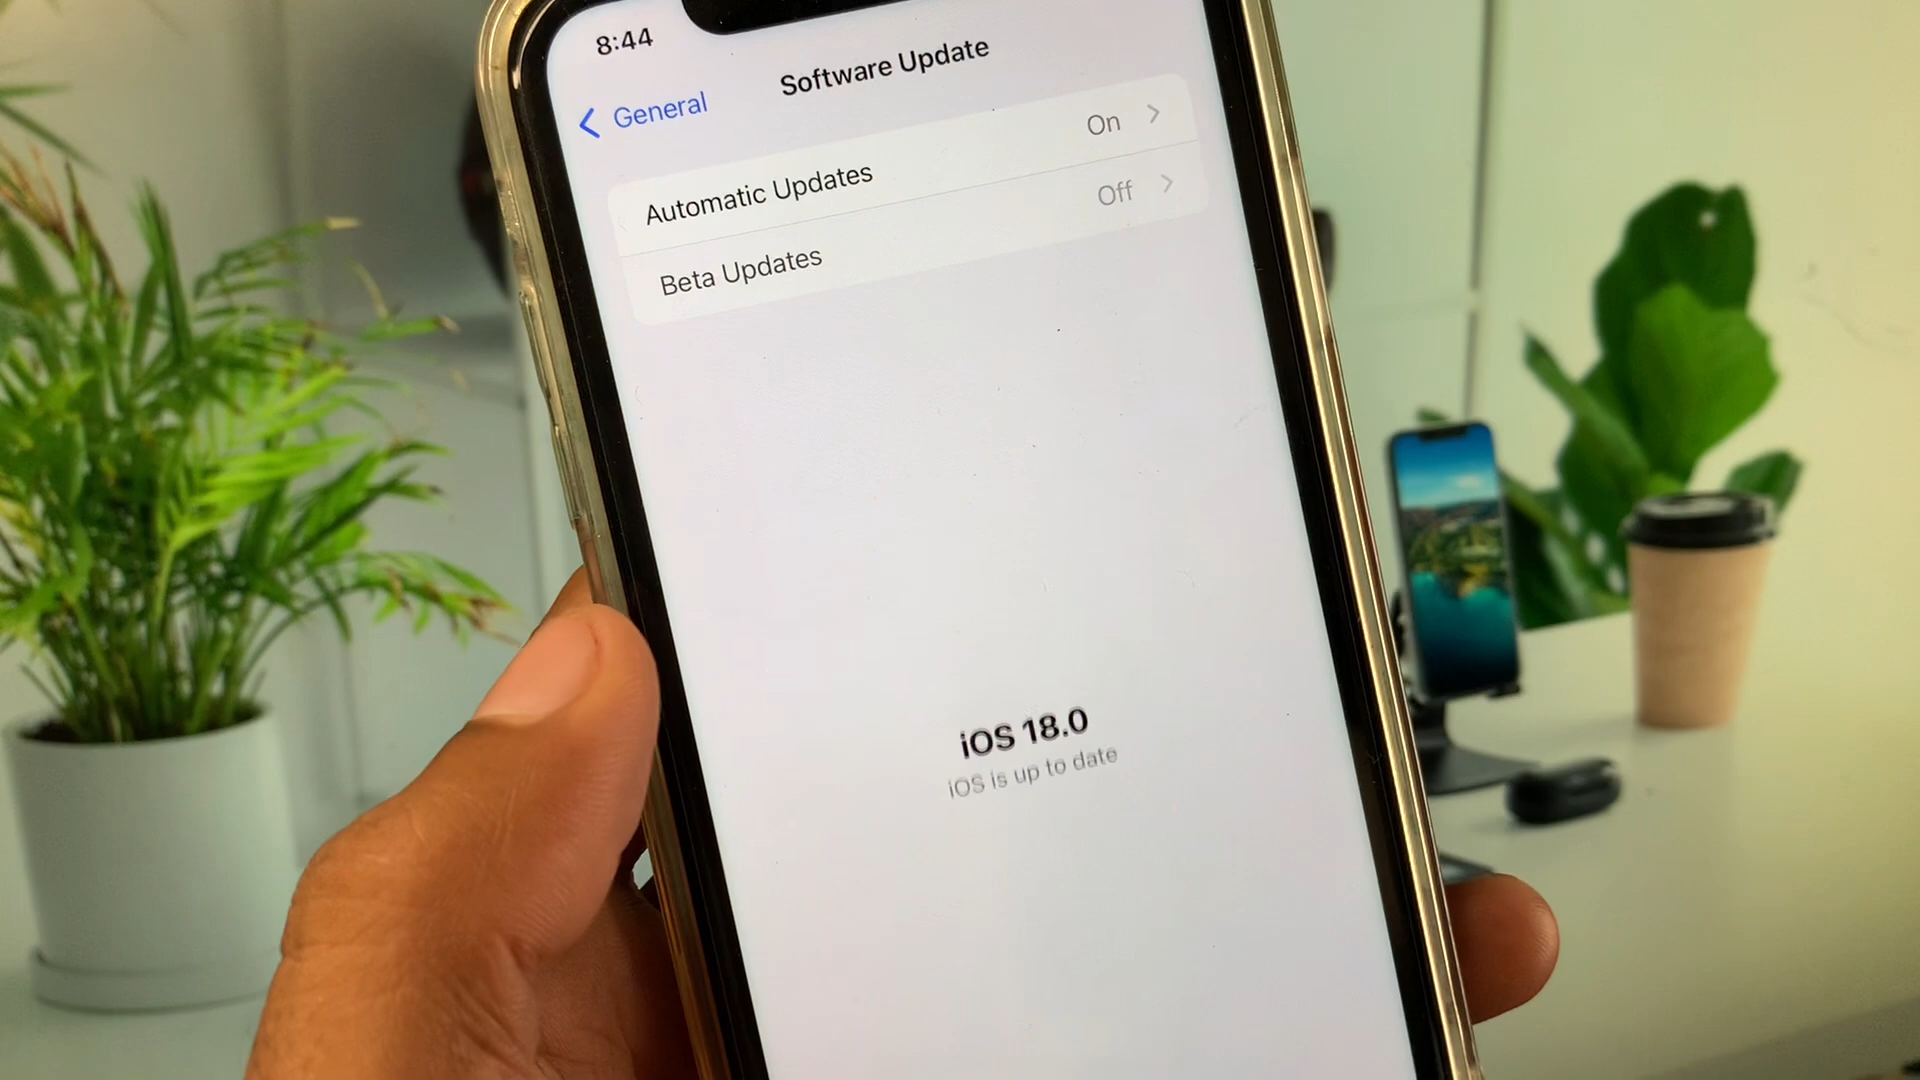 8:44
General
Software Update
Automatic Updates On
Beta Updates Off
iOS 18.0
iOS is up to date